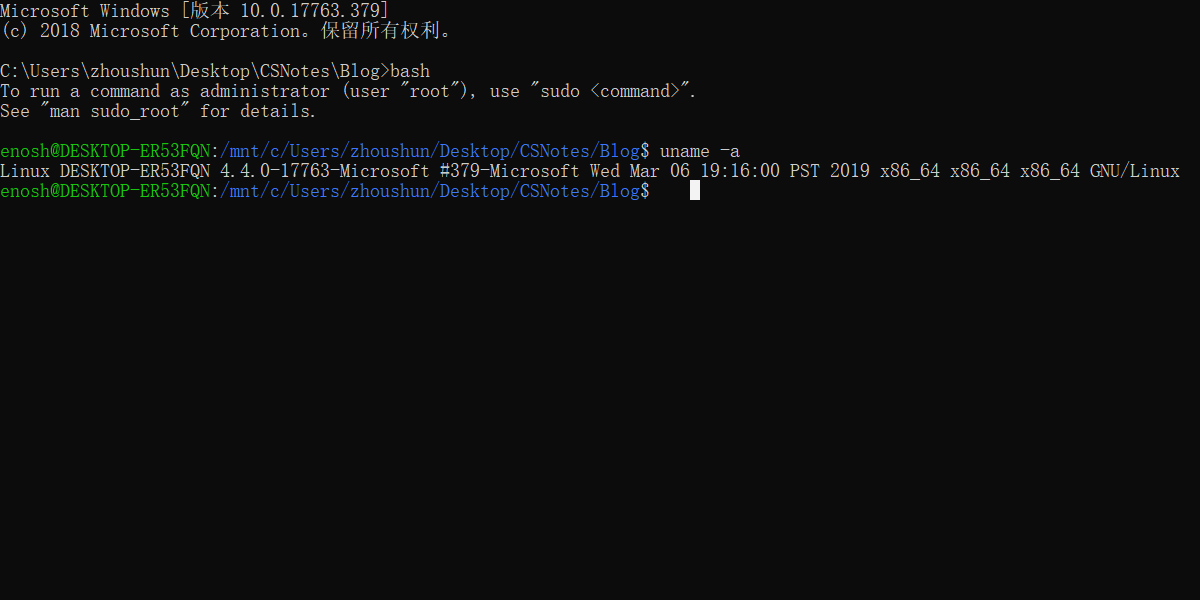 Microsoft Windows [版本 10.0.17763.379]
(c) 2018 Microsoft Corporation。保留所有权利。
C:\Users\zhoushun\Desktop\CSNotes\Blog>bash
To run a command as administrator (user "root"), use "sudo <command>".
See "man sudo_root" for details.
enosh@DESKTOP-ER53FQN:/mnt/c/Users/zhoushun/Desktop/CSNotes/Blog$ uname -a
Linux DESKTOP-ER53FQN 4.4.0-17763-Microsoft #379-Microsoft Wed Mar 06 19:16:00 PST 2019 x86_64 x86_64 x86_64 GNU/Linux
enosh@DESKTOP-ER53FQN:/mnt/c/Users/zhoushun/Desktop/CSNotes/Blog$